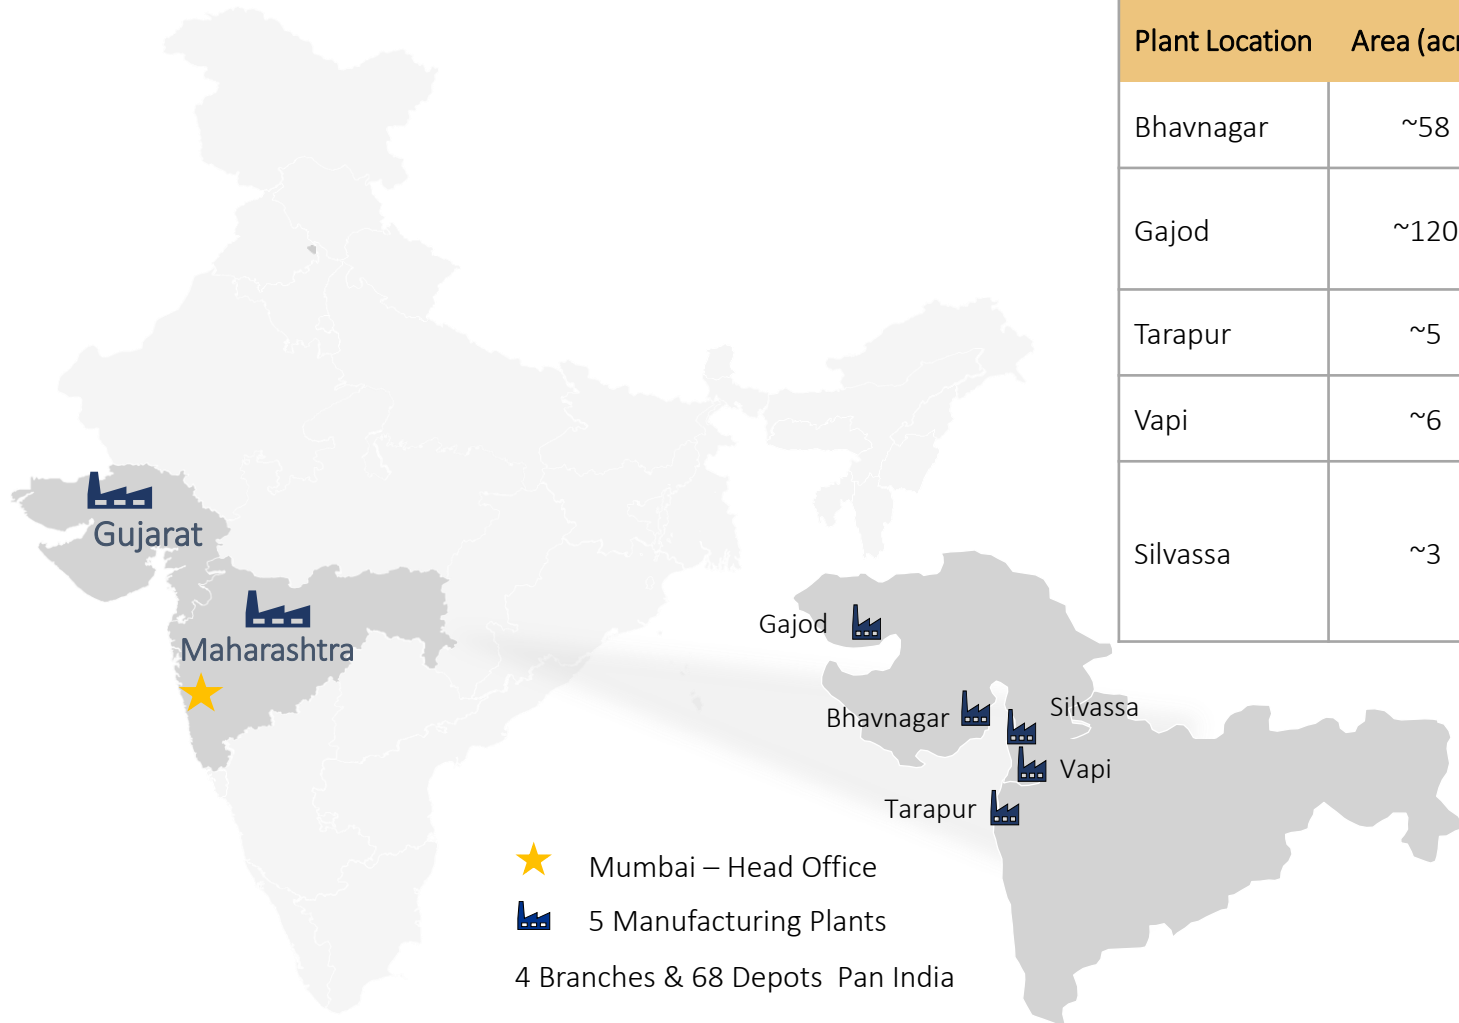 Plant Location Area (acr
Bhavnagar ~58
Gajod ~120
Tarapur ~5
Vapi ~6
Silvassa ~3
Gujarat
Maharashtra
Gajod
Bhavnagar
Silvassa
Vapi
Tarapur
Mumbai – Head Office
5 Manufacturing Plants
4 Branches & 68 Depots Pan India